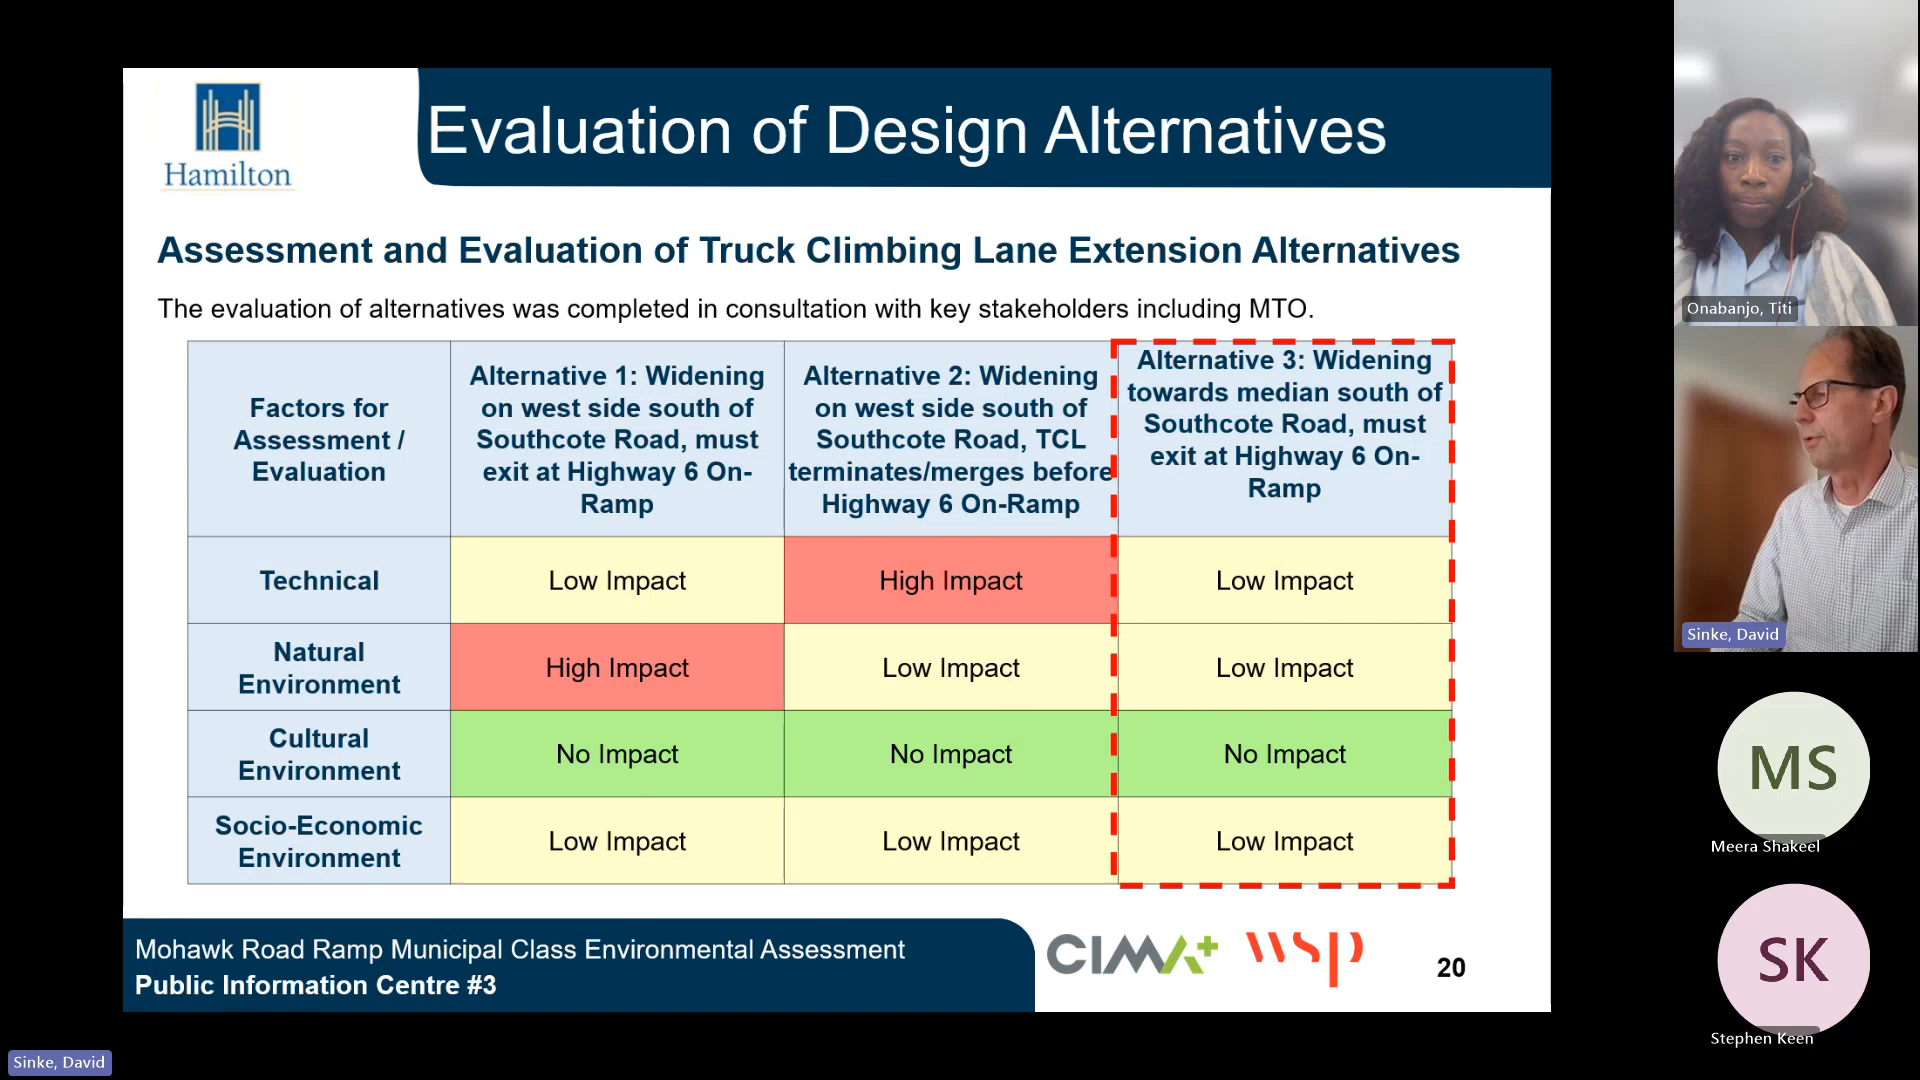 Hamilton
Evaluation of Design Alternatives
Assessment and Evaluation of Truck Climbing Lane Extension Alternatives
The evaluation of alternatives was completed in consultation with key stakeholders including MTO.
Factors for
Assessment /
Evaluation
Alternative 1: Widening
on west side south of
Southcote Road, must
exit at Highway 6 On-
Ramp
Alternative 2: Widening
on west side south of
Southcote Road, TCL
terminates/merges before
Highway 6 On-Ramp
Alternative 3: Widening
towards median south of
Southcote Road, must
exit at Highway 6 On-
Ramp
Technical
Low Impact
High Impact
Low Impact
Natural
Environment
High Impact
Low Impact
Low Impact
Cultural
Environment
No Impact
No Impact
No Impact
Socio-Economic
Environment
Low Impact
Low Impact
Low Impact
Mohawk Road Ramp Municipal Class Environmental Assessment
Public Information Centre #3
CIMA+
wsp
20
Onabanjo, Titi
Sinke, David
MS
Meera Shakeel
SK
Stephen Keen
Sinke, David